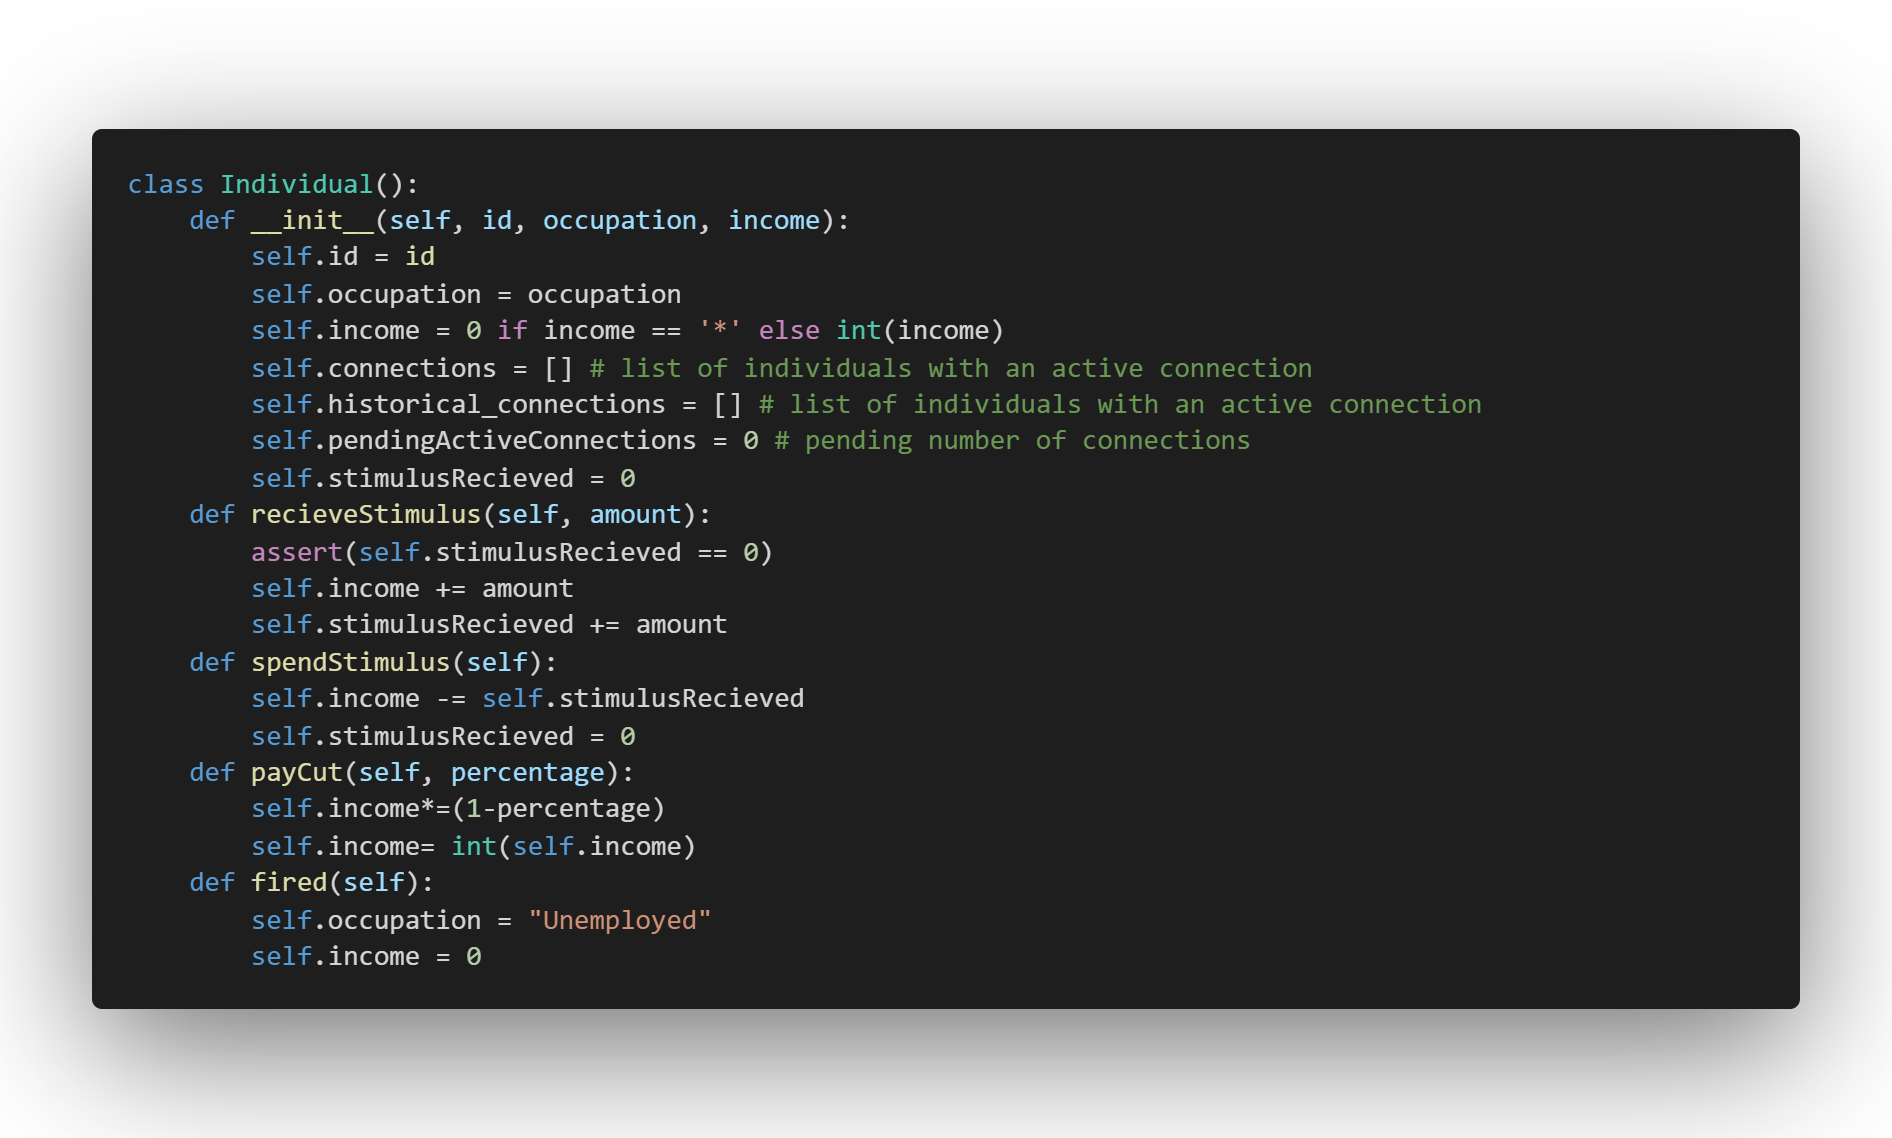 class Individual():
    def __init__(self, id, occupation, income):
        self.id = id
        self.occupation = occupation
        self.income = 0 if income == '*' else int(income)
        self.connections = [] # list of individuals with an active connection
        self.historical_connections = [] # list of individuals with an active connection
        self.pendingActiveConnections = 0 # pending number of connections
        self.stimulusRecieved = 0
    def recieveStimulus(self, amount):
        assert(self.stimulusRecieved == 0)
        self.income += amount
        self.stimulusRecieved += amount
    def spendStimulus(self):
        self.income -= self.stimulusRecieved
        self.stimulusRecieved = 0
    def payCut(self, percentage):
        self.income*=(1-percentage)
        self.income= int(self.income)
    def fired(self):
        self.occupation = "Unemployed"
        self.income = 0